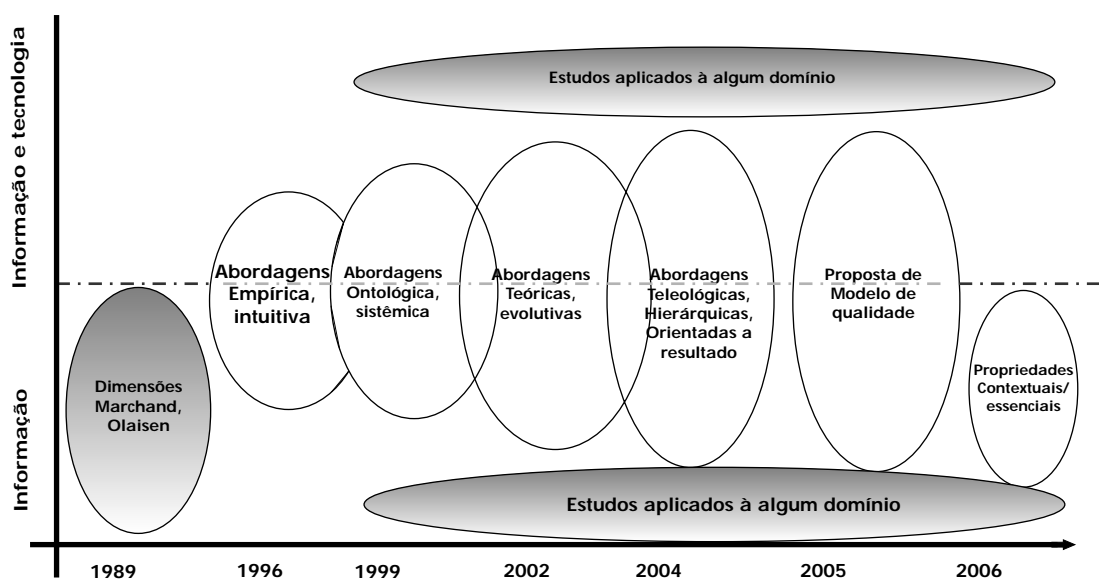 Informação e tecnologia
Informação
Estudos aplicados à algum domínio
Dimensões
Marchand,
Olaisen
Abordagens
Empírica,
intuitiva
Abordagens
Ontológica,
sistêmica
Abordagens
Teóricas,
evolutivas
Abordagens
Teleológicas,
Hierárquicas,
Orientadas a
resultado
Proposta de
Modelo de
qualidade
Propriedades
Contextuais/
essenciais
Estudos aplicados à algum domínio
1989 1996 1999 2002 2004 2005 2006